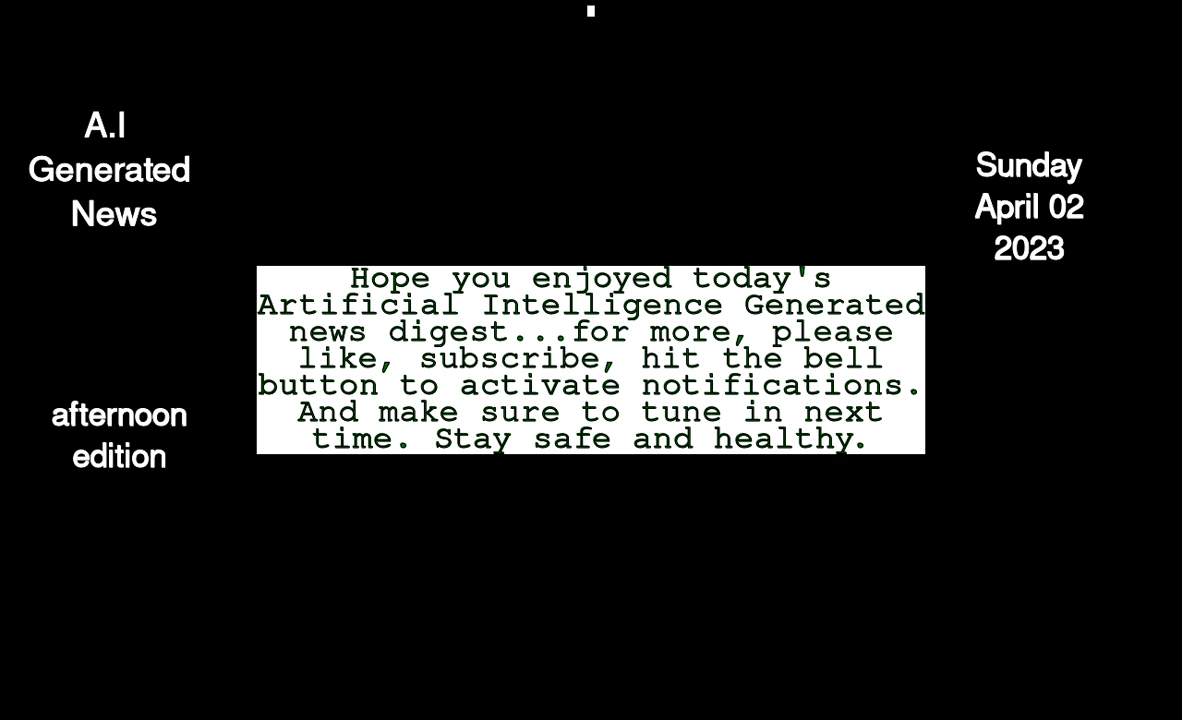 A.I
Generated
News
Sunday
April 02
2023
Hope you enjoyed today's
Artificial Intelligence Generated
news digest...for more, please
like, subscribe, hit the bell
button to activate notifications.
And make sure to tune in next
time. Stay safe and healthy.
afternoon
edition